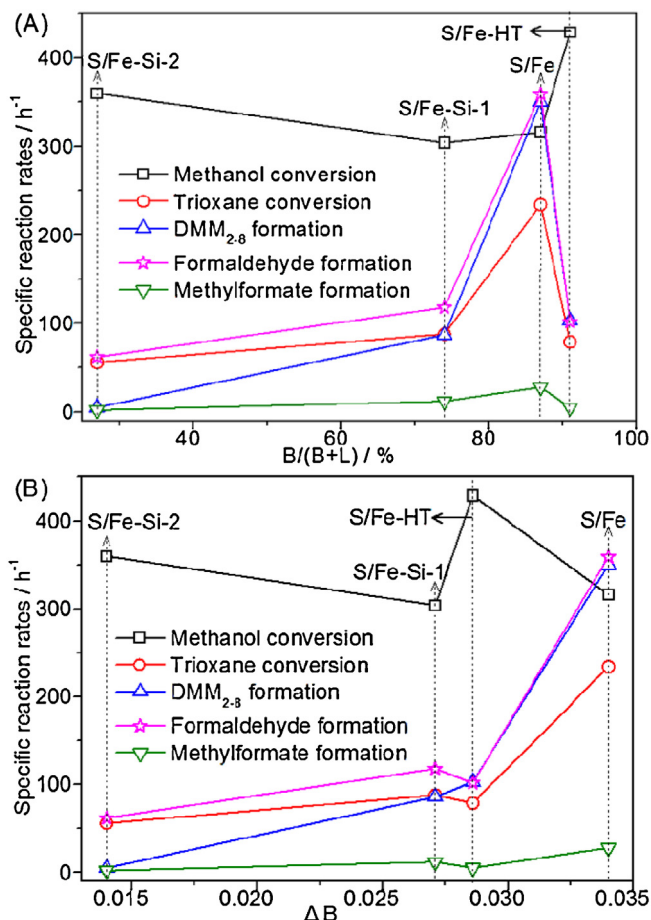 (A)
S/Fe-HT
S/Fe-Si-2
S/Fe
S/Fe-Si-1
Methanol conversion
Trioxane conversion
DMM2-8 formation
Formaldehyde formation
Methylformate formation
Specific reaction rates / h-1
400
300
200
100
0
40 60 80 100
B/(B+L) / %
(B)
S/Fe-Si-2
S/Fe-HT
S/Fe
S/Fe-Si-1
Methanol conversion
Trioxane conversion
DMM2-8 formation
Formaldehyde formation
Methylformate formation
Specific reaction rates / h-1
400
300
200
100
0
0.015 0.020 0.025 0.030 0.035
ΔB